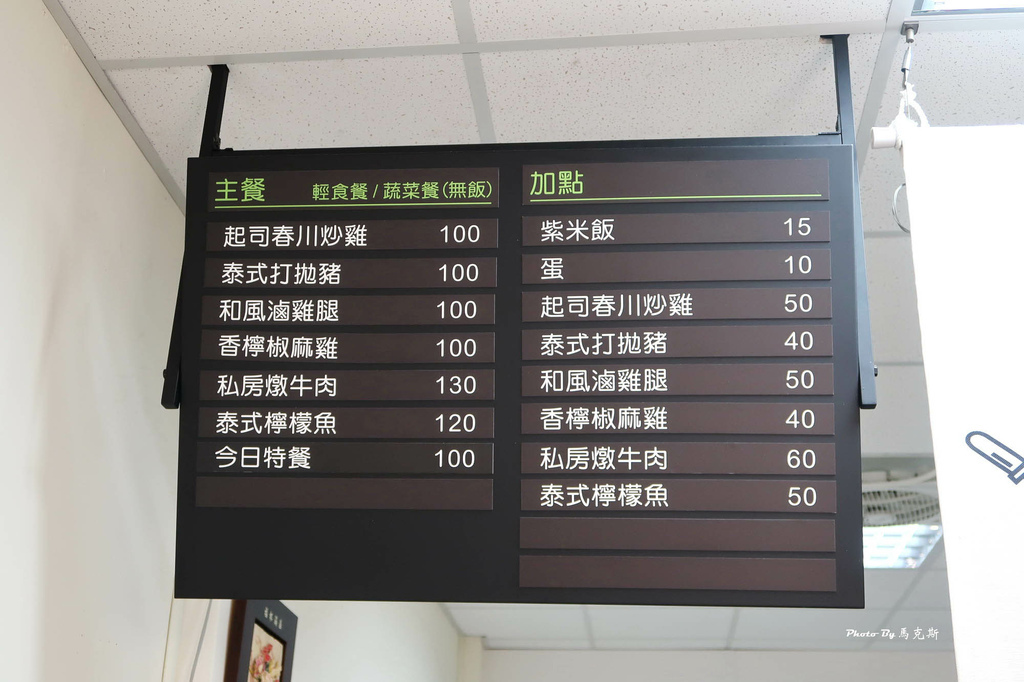 主餐 輕食餐/蔬菜餐(無飯)
起司春川炒雞 100
泰式打拋豬 100
和風滷雞腿 100
香檸椒麻雞 100
私房燉牛肉 130
泰式檸檬魚 120
今日特餐 100
加點
紫米飯 15
蛋 10
起司春川炒雞 50
泰式打拋豬 40
和風滷雞腿 50
香檸椒麻雞 40
私房燉牛肉 60
泰式檸檬魚 50
Photo By 馬克斯